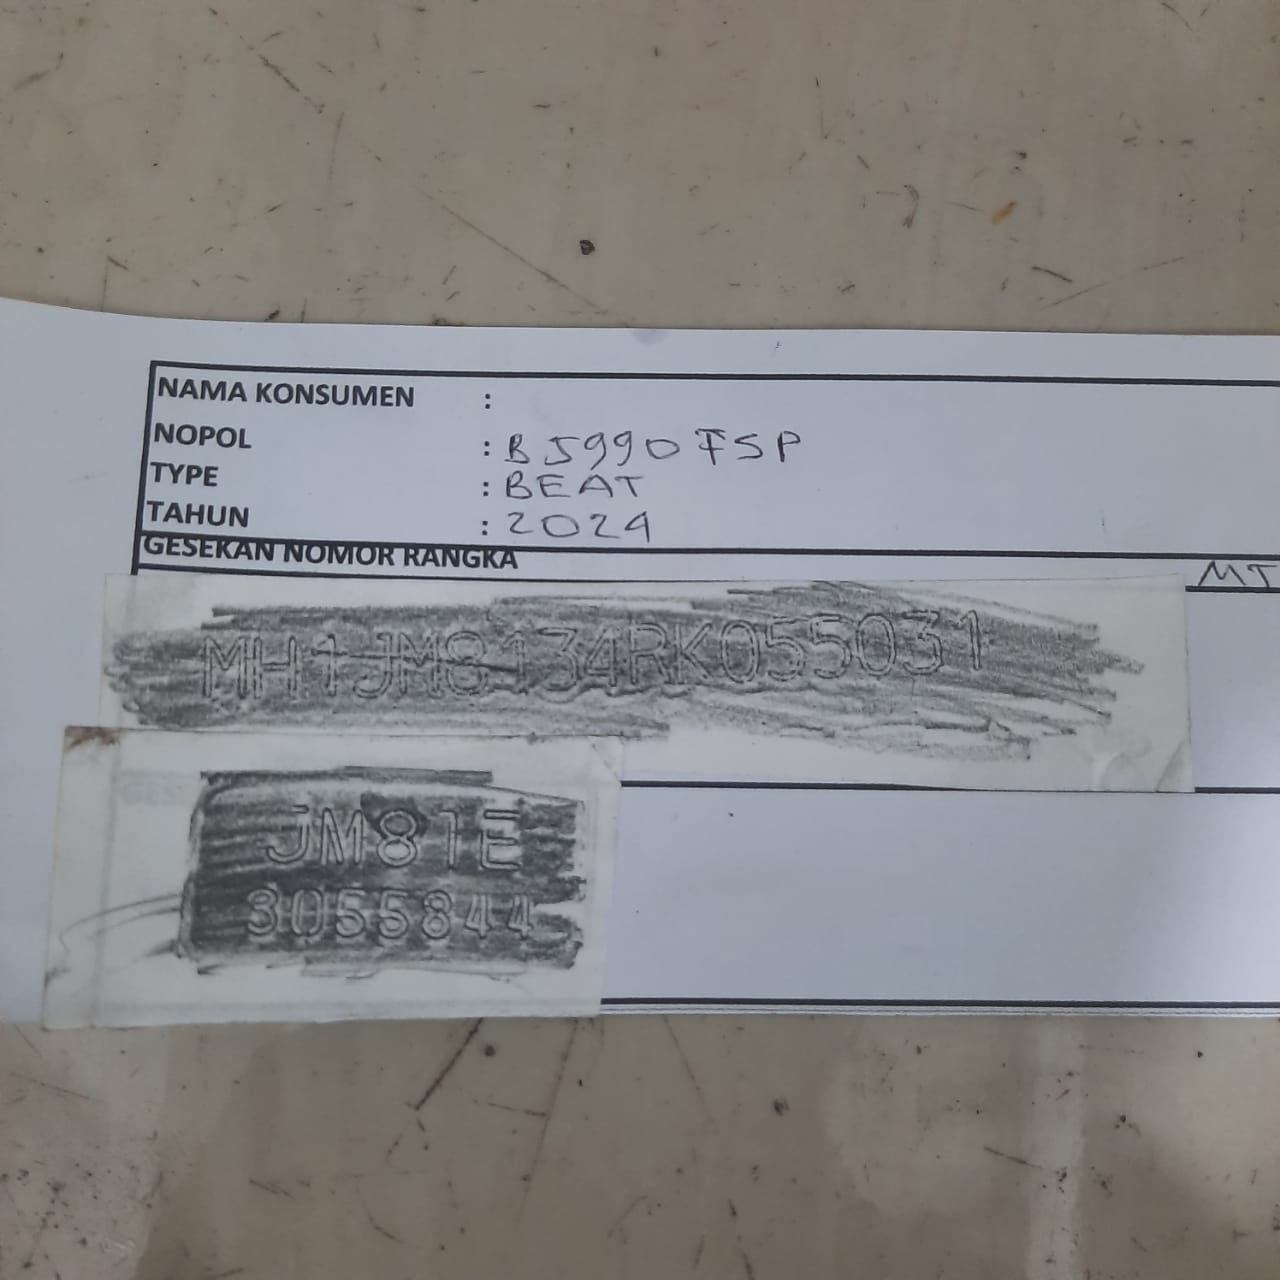 NAMA KONSUMEN :
NOPOL : B 5990 FSP
TYPE : BEAT
TAHUN : 2024
GESEKAN NOMOR RANGKA
MT
MH1JM8134RK055031
JM81E
3055844